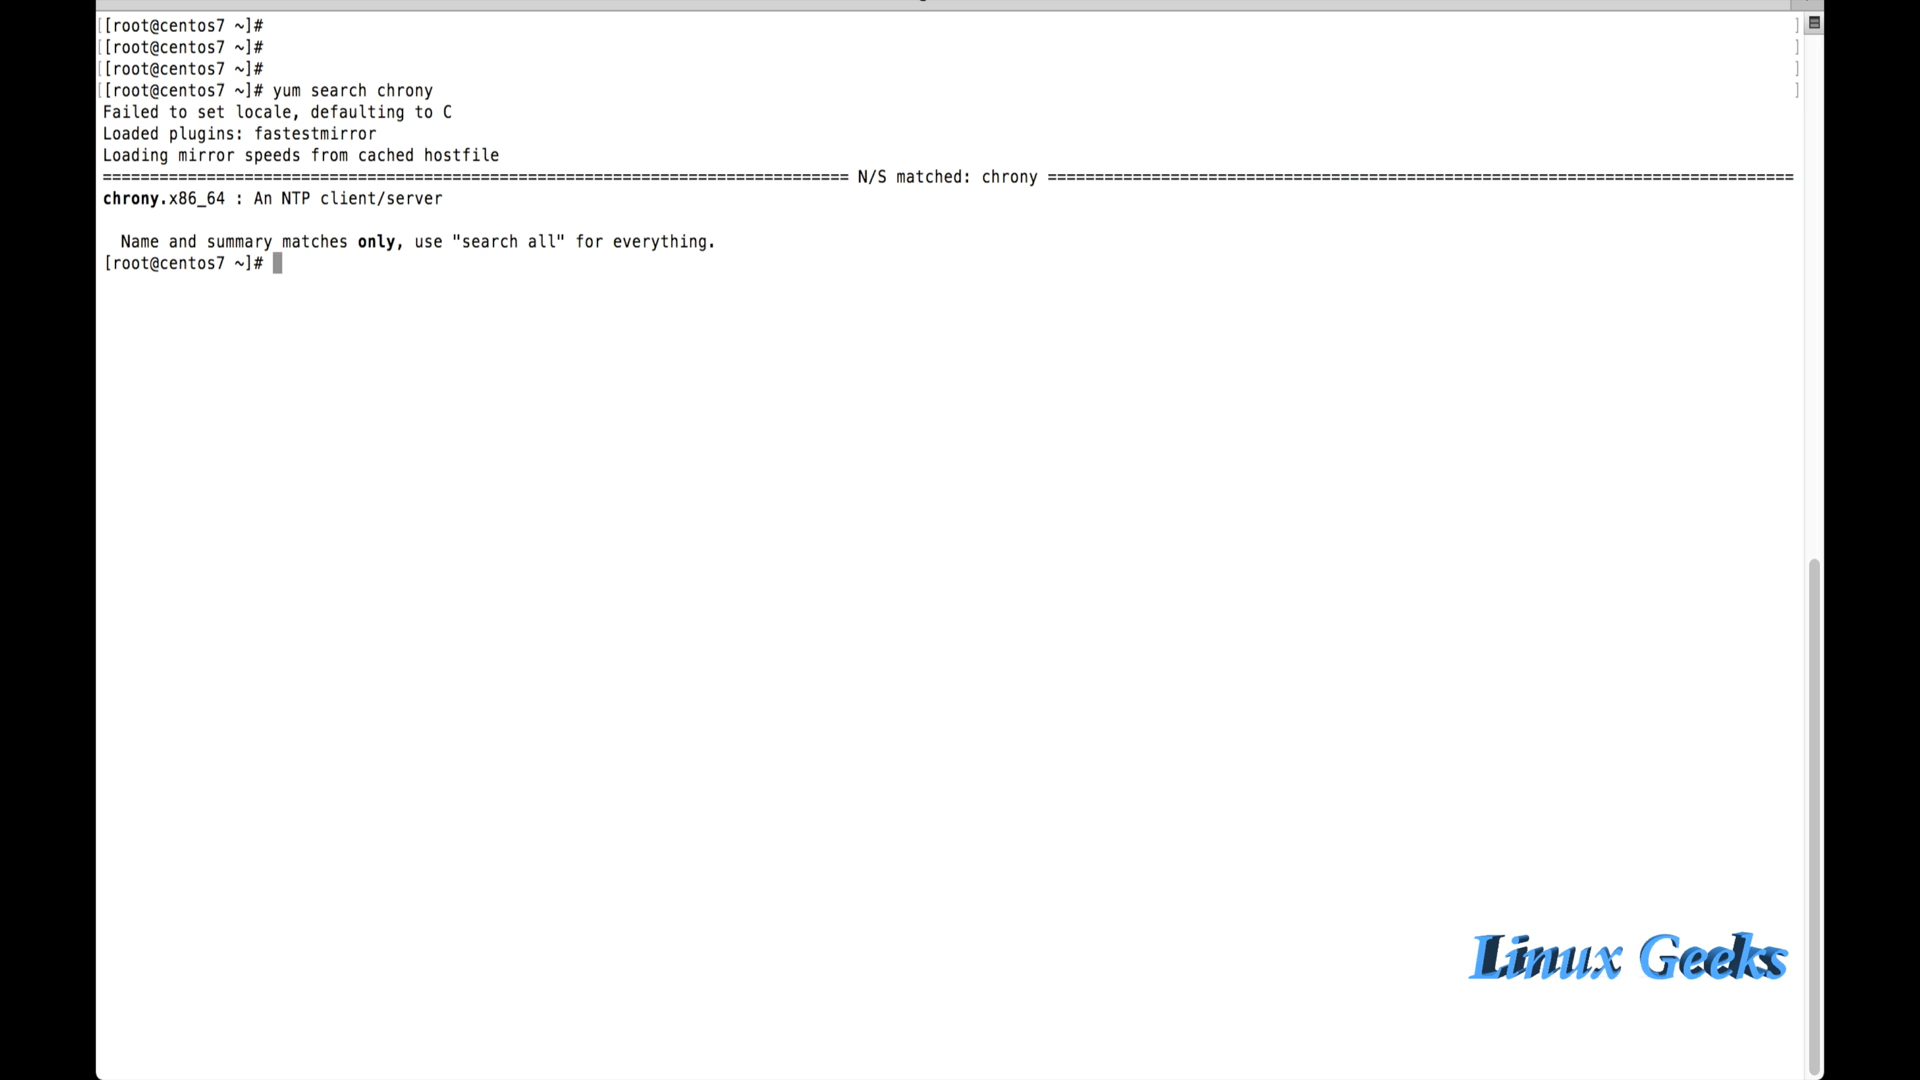 [[root@centos7 ~]# ]
[[root@centos7 ~]# ]
[[root@centos7 ~]# ]
[[root@centos7 ~]# yum search chrony ]
Failed to set locale, defaulting to C
Loaded plugins: fastestmirror
Loading mirror speeds from cached hostfile
=============================================================================== N/S matched: chrony ===============================================================================
chrony.x86_64 : An NTP client/server
Name and summary matches only, use "search all" for everything.
[root@centos7 ~]#
Linux Geeks